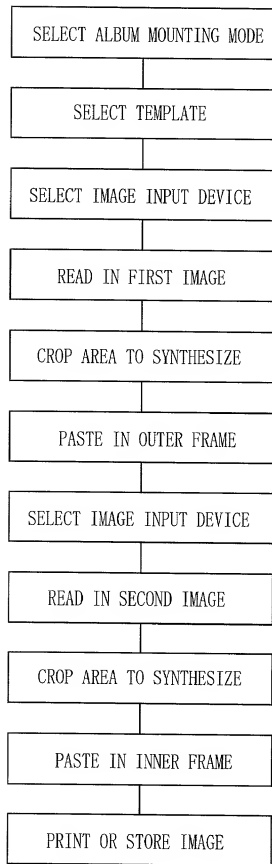 SELECT ALBUM MOUNTING MODE
SELECT TEMPLATE
SELECT IMAGE INPUT DEVICE
READ IN FIRST IMAGE
CROP AREA TO SYNTHESIZE
PASTE IN OUTER FRAME
SELECT IMAGE INPUT DEVICE
READ IN SECOND IMAGE
CROP AREA TO SYNTHESIZE
PASTE IN INNER FRAME
PRINT OR STORE IMAGE